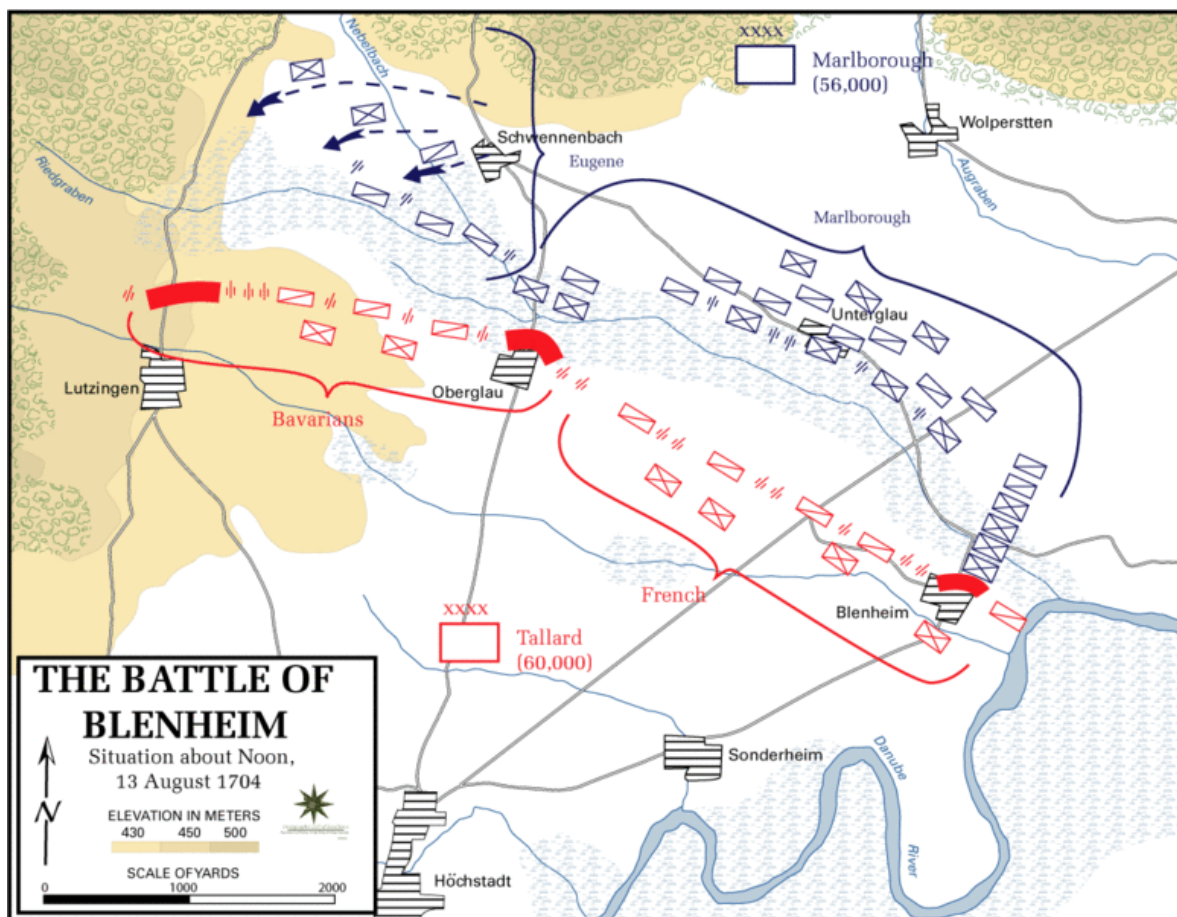 Nebelbach
XXXX
Marlborough
(56,000)
Schwennenbach
Wolperstten
Eugene
Riedgraben
Augraben
Marlborough
Unterglau
Lutzingen
Oberglau
Bavarians
French
Blenheim
XXXX
Tallard
(60,000)
THE BATTLE OF
BLENHEIM
Situation about Noon,
13 August 1704
N
ELEVATION IN METERS
430 450 500
SCALE OF YARDS
0 1000 2000
Sonderheim
Danube
River
Höchstadt